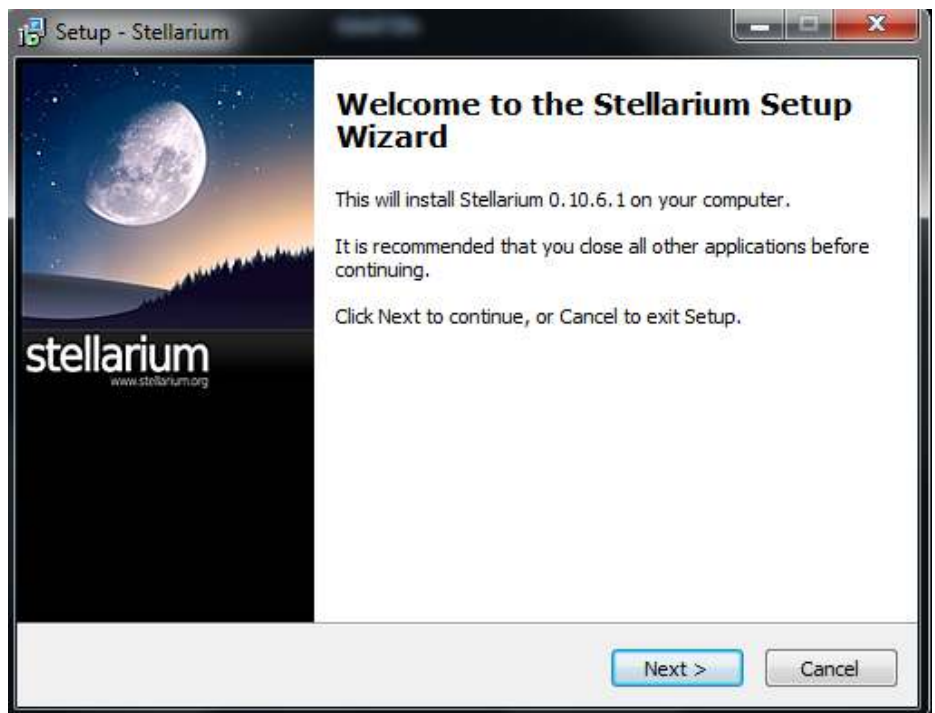 Setup - Stellarium
Welcome to the Stellarium Setup
Wizard
This will install Stellarium 0.10.6.1 on your computer.
It is recommended that you close all other applications before
continuing.
Click Next to continue, or Cancel to exit Setup.
stellarium
www.stellarium.org
Next >
Cancel